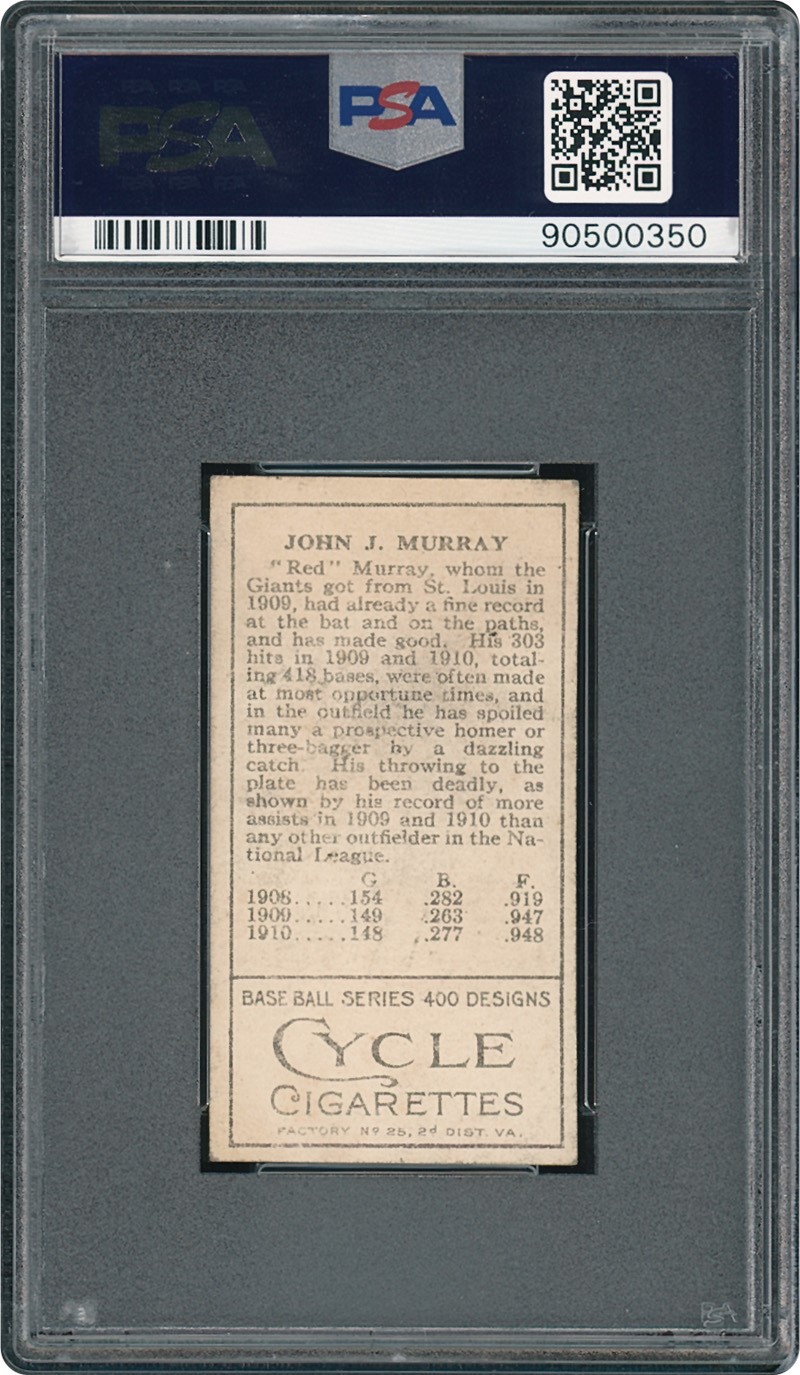 PSA
PSA
90500350
JOHN J. MURRAY
"Red" Murray, whom the
Giants got from St. Louis in
1909, had already a fine record
at the bat and on the paths,
and has made good. His 303
hits in 1909 and 1910, total-
ing 418 bases, were often made
at most opportune times, and
in the outfield he has spoiled
many a prospective homer or
three-bagger by a dazzling
catch. His throwing to the
plate has been deadly, as
shown by his record of more
assists in 1909 and 1910 than
any other outfielder in the Na-
tional League.
G B. F.
1908.....154 .282 .919
1909.....149 .263 .947
1910.....148 .277 .948
BASE BALL SERIES 400 DESIGNS
CYCLE
CIGARETTES
FACTORY Nº 25, 2d DIST. VA.
PSA